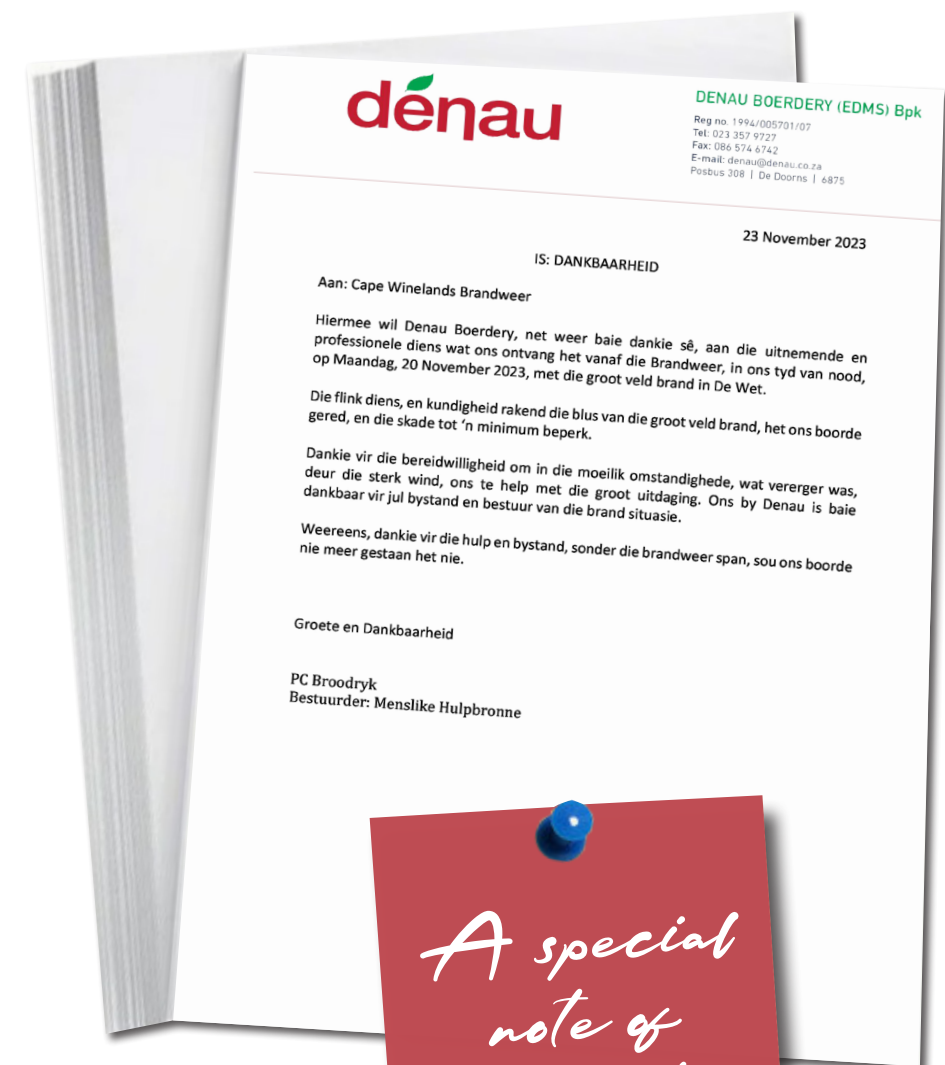 dénau
DENAU BOERDERY (EDMS) Bpk
Reg no. 1994/005701/07
Tel: 023 357 9727
Fax: 086 574 6742
E-mail: denau@denau.co.za
Posbus 308 | De Doorns | 6875
23 November 2023
IS: DANKBAARHEID
Aan: Cape Winelands Brandweer
Hiermee wil Denau Boerdery, net weer baie dankie sê, aan die uitnemende en
professionele diens wat ons ontvang het vanaf die Brandweer, in ons tyd van nood,
op Maandag, 20 November 2023, met die groot veld brand in De Wet.
Die flink diens, en kundigheid rakend die blus van die groot veld brand, het ons boorde
gered, en die skade tot ‘n minimum beperk.
Dankie vir die bereidwilligheid om in die moeilik omstandighede, wat vererger was,
deur die sterk wind, ons te help met die groot uitdaging. Ons by Denau is baie
dankbaar vir jul bystand en bestuur van die brand situasie.
Weereens, dankie vir die hulp en bystand, sonder die brandweer span, sou ons boorde
nie meer gestaan het nie.
Groete en Dankbaarheid
PC Broodryk
Bestuurder: Menslike Hulpbronne
A special
note of